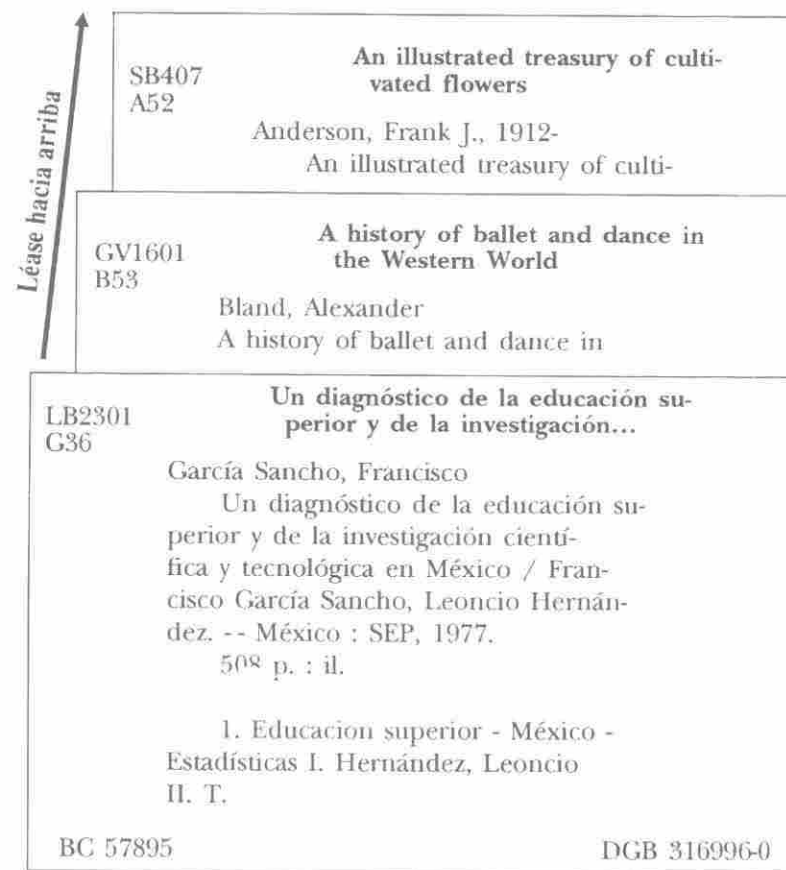 Léase hacia arriba
SB407
A52
An illustrated treasury of culti-
vated flowers
Anderson, Frank J., 1912-
An illustrated treasury of culti-
GV1601
B53
A history of ballet and dance in
the Western World
Bland, Alexander
A history of ballet and dance in
LB2301
G36
Un diagnóstico de la educación su-
perior y de la investigación...
García Sancho, Francisco
Un diagnóstico de la educación su-
perior y de la investigación cientí-
fica y tecnológica en México / Fran-
cisco García Sancho, Leoncio Hernán-
dez. -- México : SEP, 1977.
508 p. : il.
1. Educacion superior - México -
Estadísticas I. Hernández, Leoncio
II. T.
BC 57895
DGB 316996-0